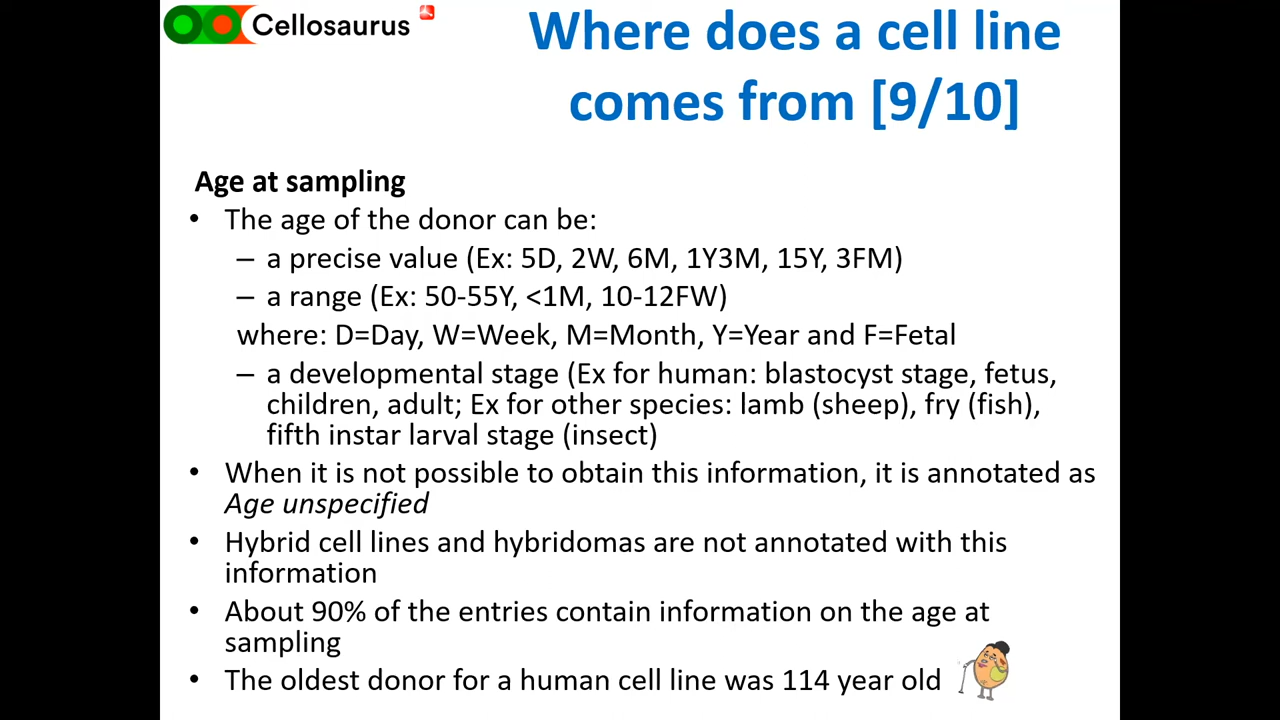 Cellosaurus
Where does a cell line
comes from [9/10]
Age at sampling
• The age of the donor can be:
– a precise value (Ex: 5D, 2W, 6M, 1Y3M, 15Y, 3FM)
– a range (Ex: 50-55Y, <1M, 10-12FW)
where: D=Day, W=Week, M=Month, Y=Year and F=Fetal
– a developmental stage (Ex for human: blastocyst stage, fetus,
children, adult; Ex for other species: lamb (sheep), fry (fish),
fifth instar larval stage (insect)
• When it is not possible to obtain this information, it is annotated as
Age unspecified
• Hybrid cell lines and hybridomas are not annotated with this
information
• About 90% of the entries contain information on the age at
sampling
• The oldest donor for a human cell line was 114 year old